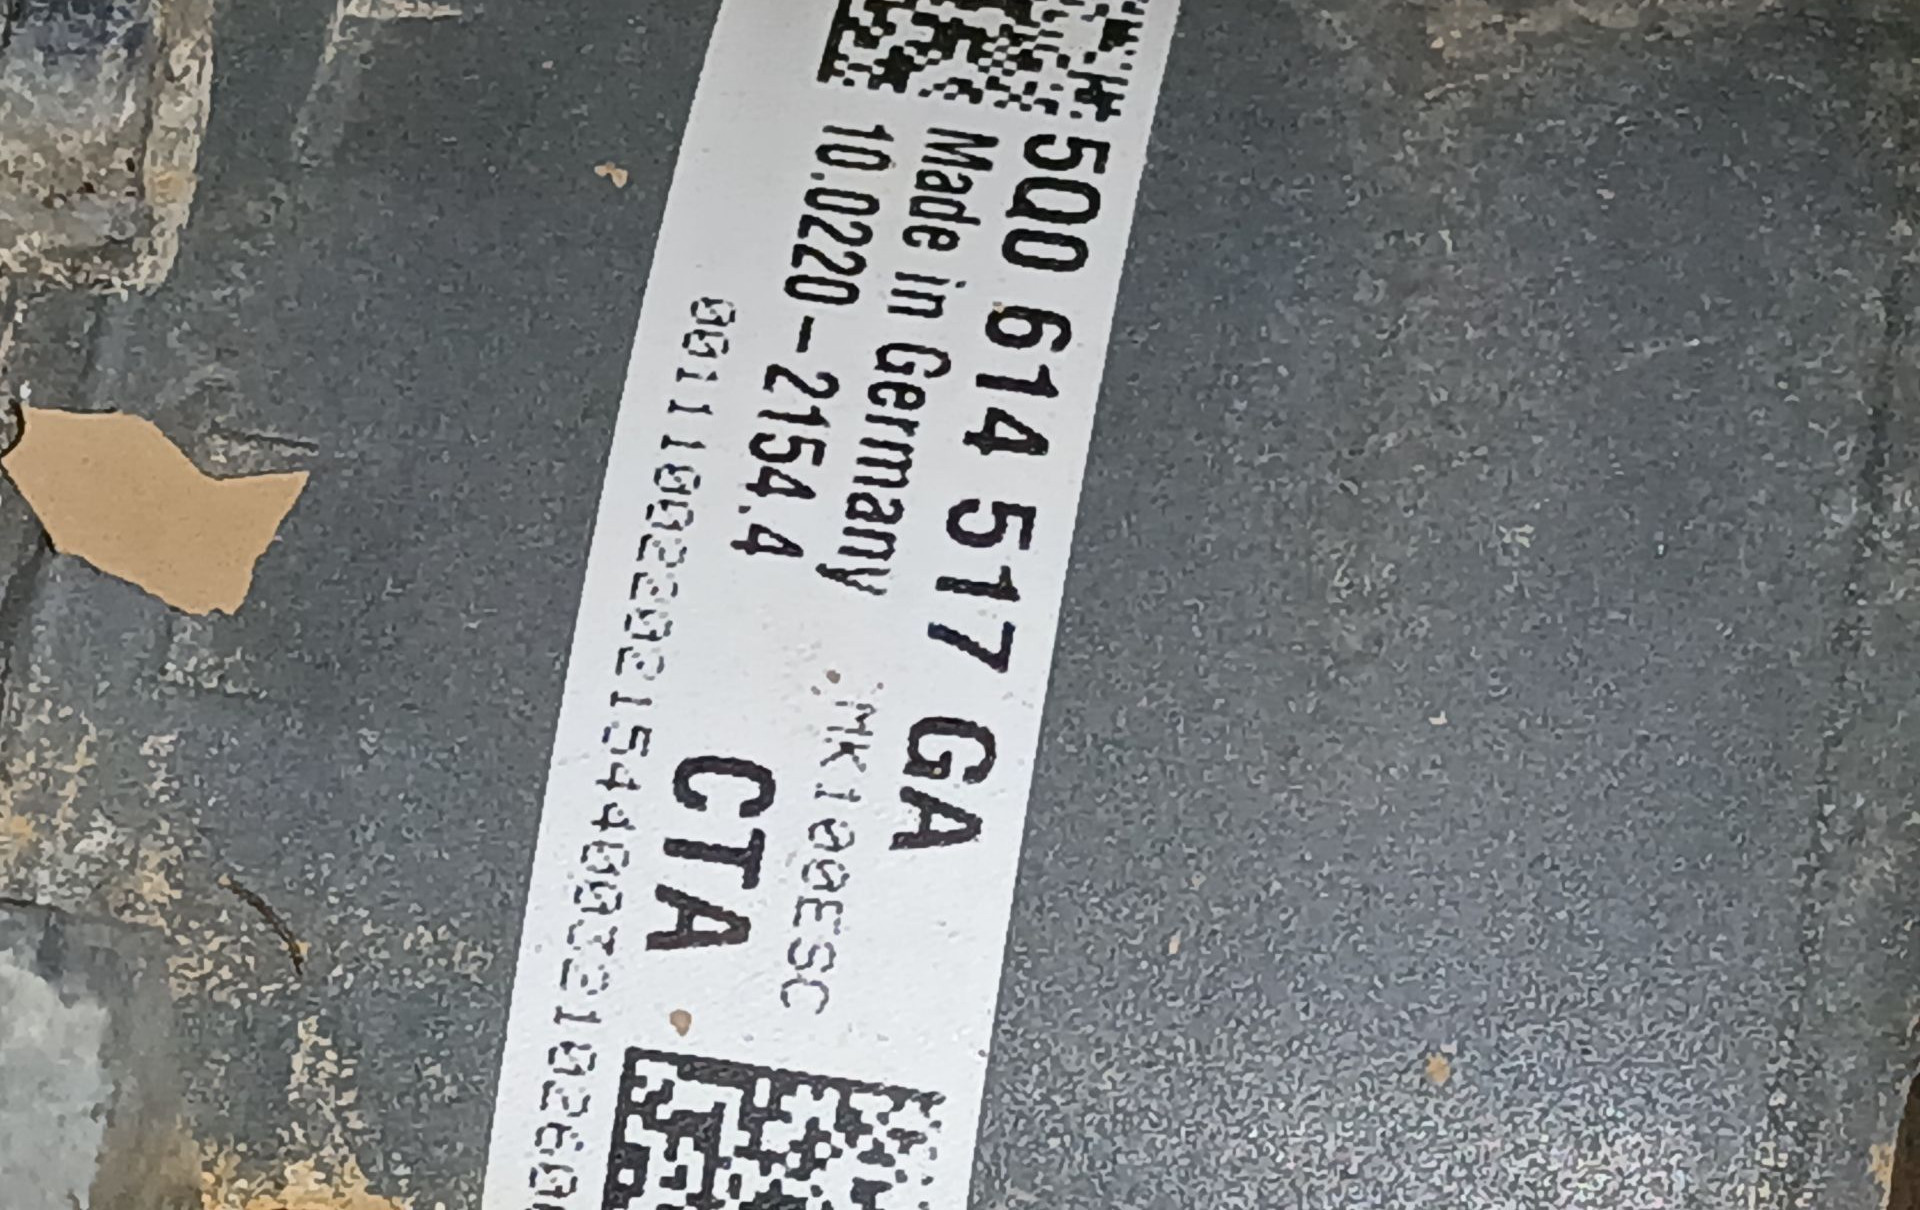 5Q0 614 517 GA
Made in Germany
MK100ESC
10.0220-2154.4
CTA